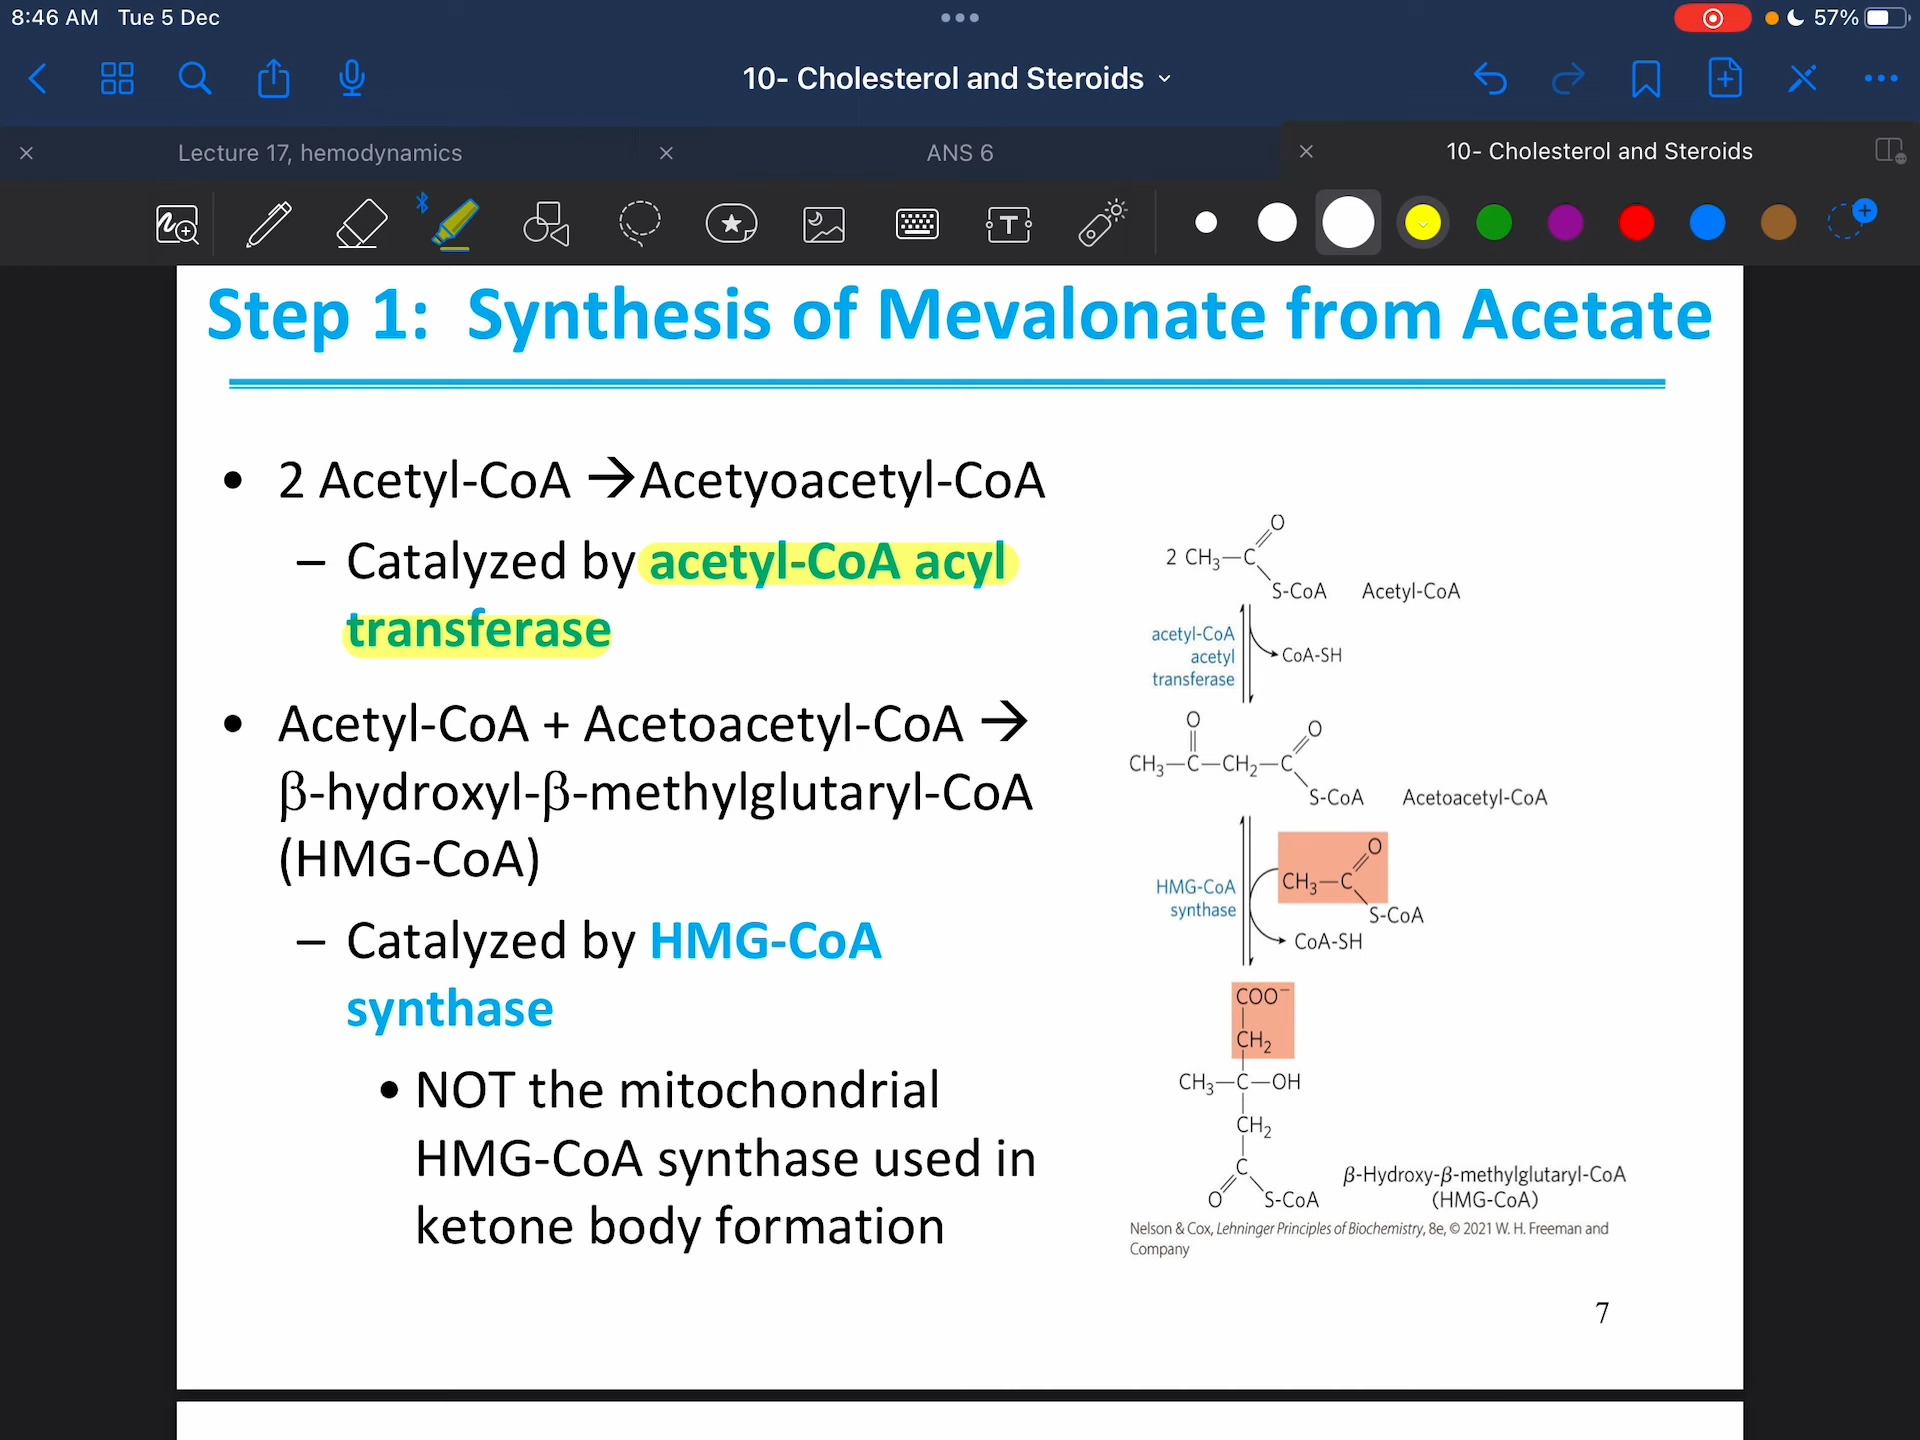 8:46 AM Tue 5 Dec
57%
10- Cholesterol and Steroids
Lecture 17, hemodynamics
ANS 6
10- Cholesterol and Steroids
T
Step 1: Synthesis of Mevalonate from Acetate
• 2 Acetyl-CoA →Acetyoacetyl-CoA
– Catalyzed by acetyl-CoA acyl
transferase
• Acetyl-CoA + Acetoacetyl-CoA →
β-hydroxyl-β-methylglutaryl-CoA
(HMG-CoA)
– Catalyzed by HMG-CoA
synthase
• NOT the mitochondrial
HMG-CoA synthase used in
ketone body formation
O
2 CH₃—C
S-CoA Acetyl-CoA
acetyl-CoA
acetyl
transferase
CoA-SH
O O
CH₃—C—CH₂—C
S-CoA Acetoacetyl-CoA
O
CH₃—C
S-CoA
HMG-CoA
synthase
CoA-SH
COO⁻
CH₂
CH₃—C—OH
CH₂
C
O S-CoA
β-Hydroxy-β-methylglutaryl-CoA
(HMG-CoA)
Nelson & Cox, Lehninger Principles of Biochemistry, 8e, © 2021 W. H. Freeman and
Company
7